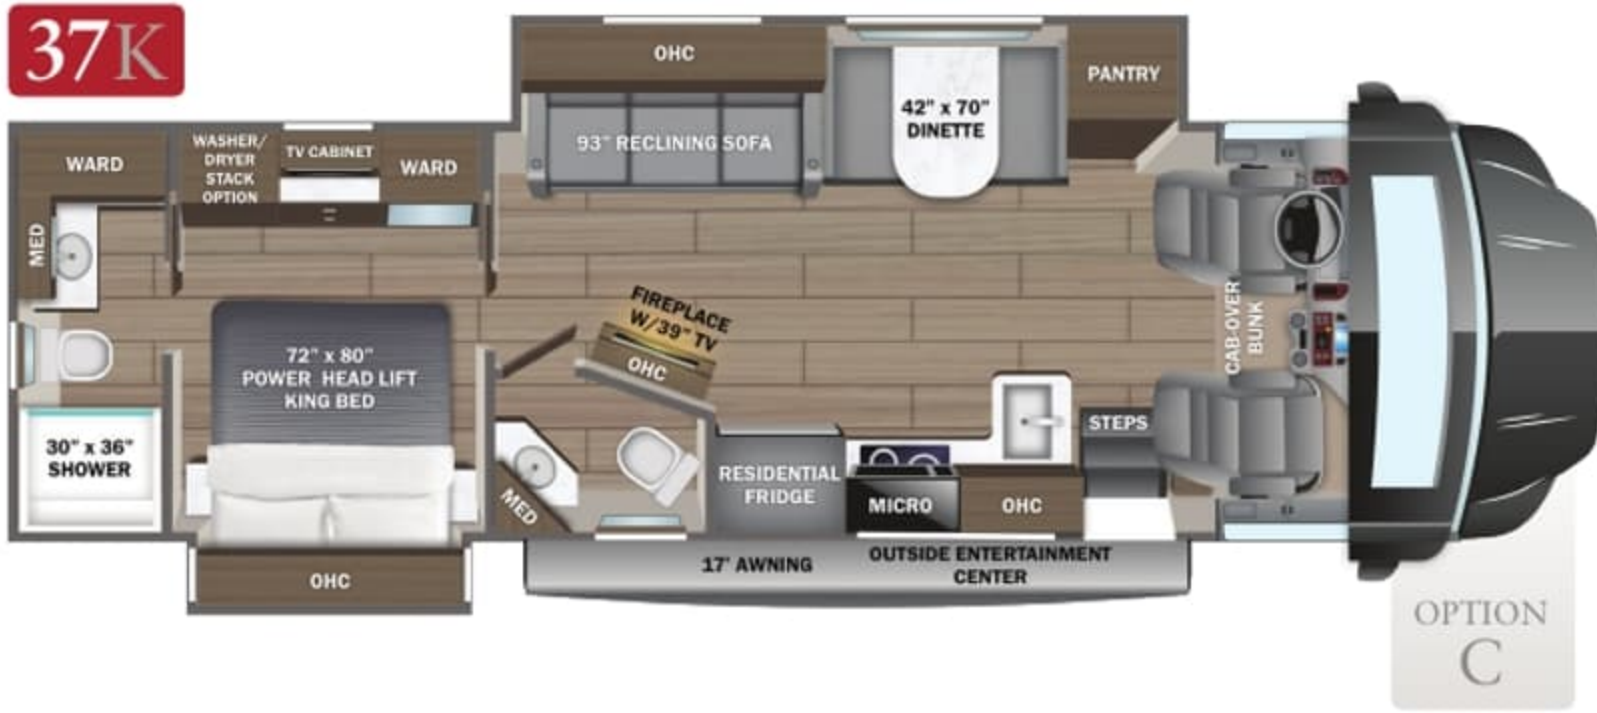 37K
OHC
PANTRY
42" x 70"
DINETTE
93" RECLINING SOFA
WARD
WASHER/
DRYER
STACK
OPTION
TV CABINET
WARD
MED
FIREPLACE
W/39" TV
OHC
CAB-OVER
BUNK
72" x 80"
POWER HEAD LIFT
KING BED
30" x 36"
SHOWER
STEPS
RESIDENTIAL
FRIDGE
MICRO
OHC
MED
17' AWNING
OUTSIDE ENTERTAINMENT
CENTER
OHC
OPTION
C